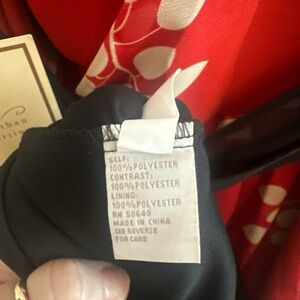 SELF:
100%POLYESTER
CONTRAST:
100%POLYESTER
LINING:
100%POLYESTER
RN 50640
MADE IN CHINA
SEE REVERSE
FOR CARE